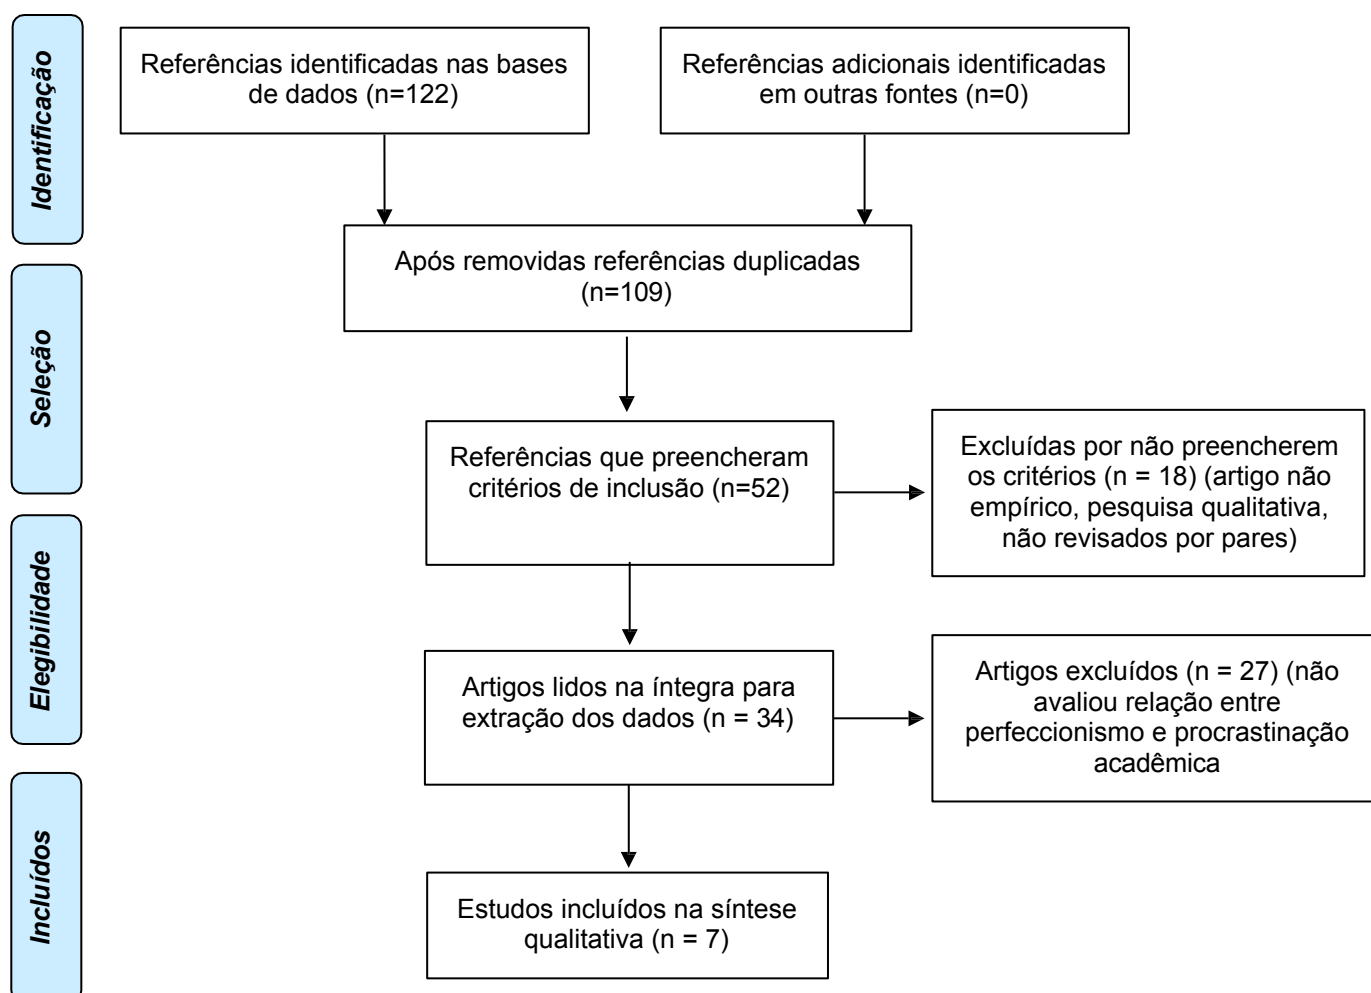 Identificação
Referências identificadas nas bases
de dados (n=122)
Referências adicionais identificadas
em outras fontes (n=0)
Após removidas referências duplicadas
(n=109)
Seleção
Referências que preencheram
critérios de inclusão (n=52)
Excluídas por não preencherem
os critérios (n = 18) (artigo não
empírico, pesquisa qualitativa,
não revisados por pares)
Elegibilidade
Artigos lidos na íntegra para
extração dos dados (n = 34)
Artigos excluídos (n = 27) (não
avaliou relação entre
perfeccionismo e procrastinação
acadêmica
Incluídos
Estudos incluídos na síntese
qualitativa (n = 7)